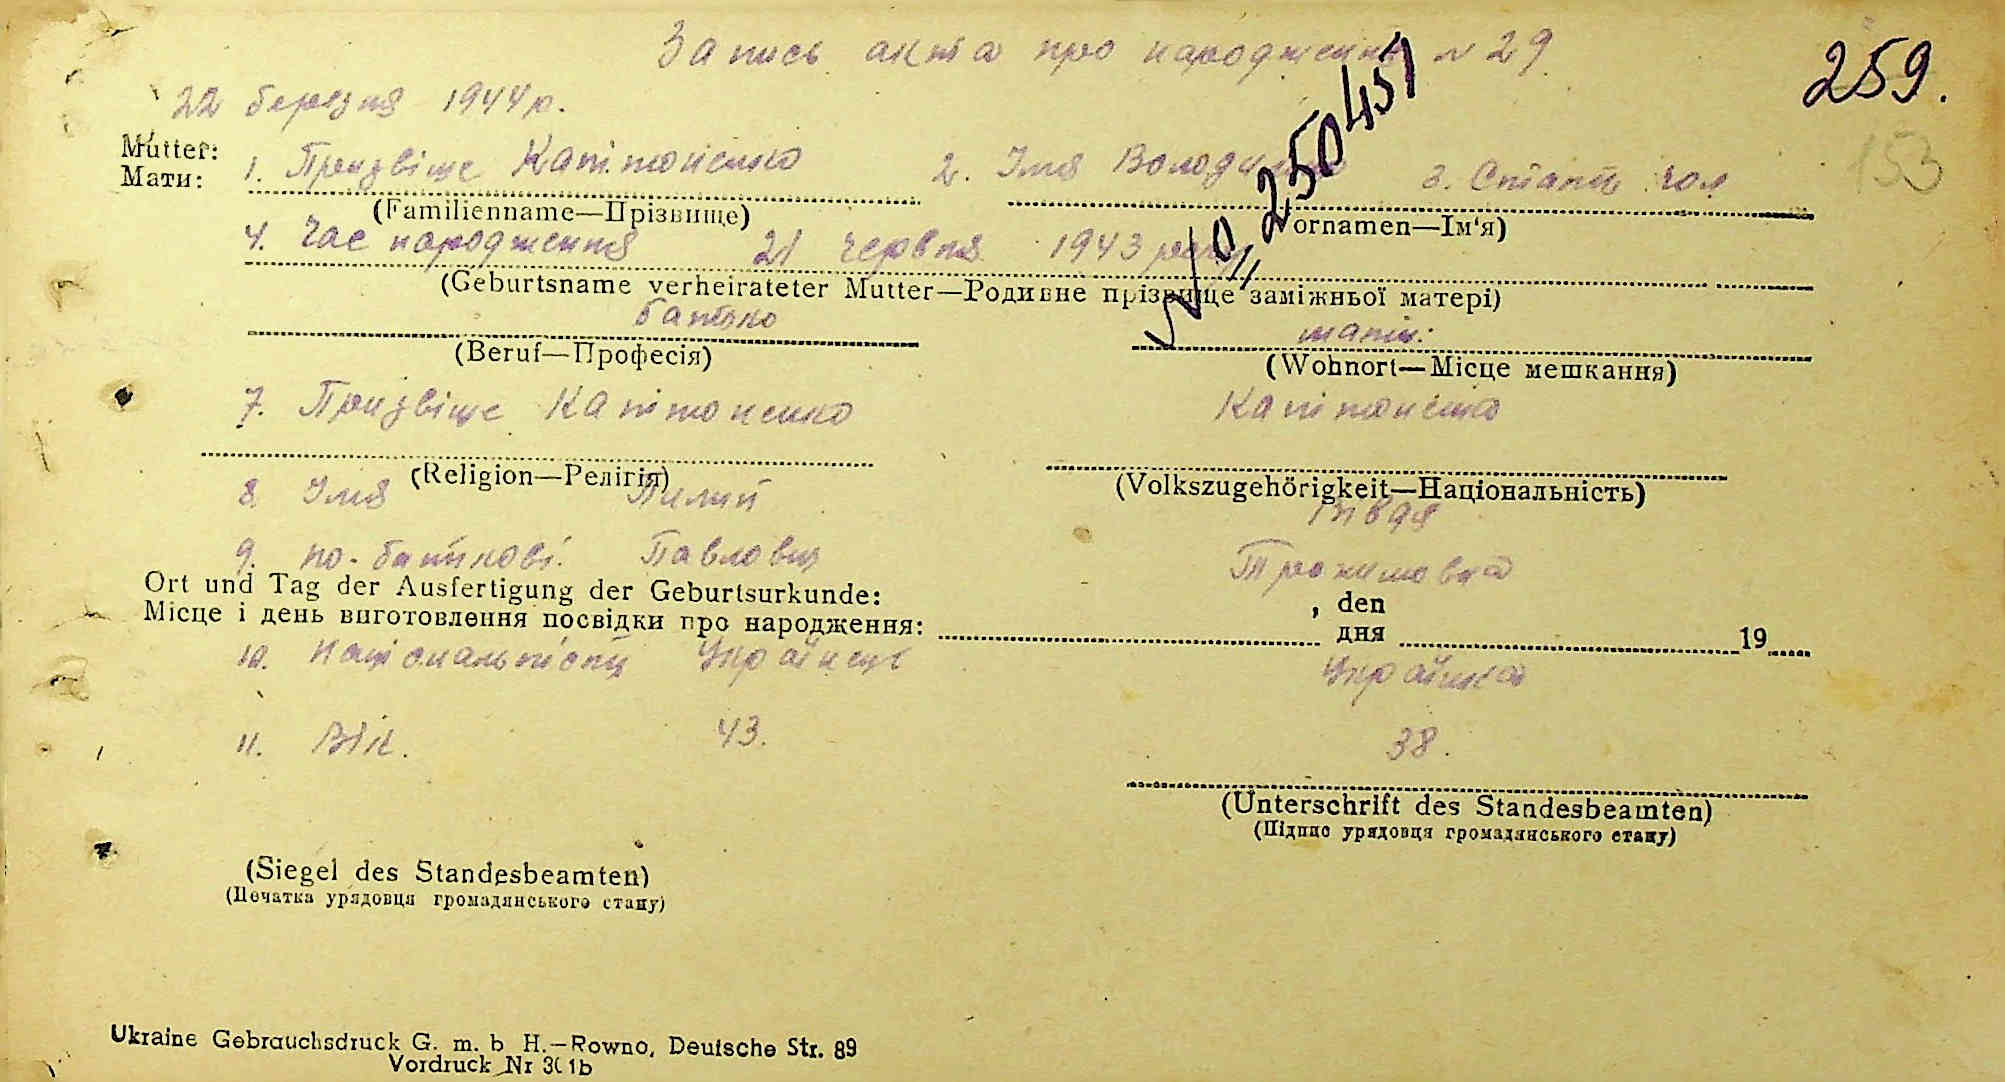 Запись акта про народження № 29
259.
22 березня 1944 р.
153
№ 250451
Mutter:
Мати:
1. Призвіще Капітоненко 2. Імя Володимир 3. Стать чол
(Familienname—Прізвище) (Vornamen—Ім'я)
4. Час народження 21 червня 1943 року
(Geburtsname verheirateter Mutter—Родивне прізвище заміжньої матері)
батько мати:
(Beruf—Професія) (Wohnort—Місце мешкання)
7. Призвіще Капітоненко Капітоненко
(Religion—Релігія) (Volkszugehörigkeit—Національність)
8. Імя
9. по-батькові. Павлович
Ort und Tag der Ausfertigung der Geburtsurkunde: , den
Місце і день виготовлення посвідки про народження: дня 19
10. Національність Українець Українка
11. Вік. 43. 38.
(Unterschrift des Standesbeamten)
(Підпис урядовця громадянського стану)
(Siegel des Standesbeamten)
(Печатка урядовця громадянського стану)
Ukraine Gebrauchsdruck G. m. b H.—Rowno, Deutsche Str. 89
Vordruck Nr 301b